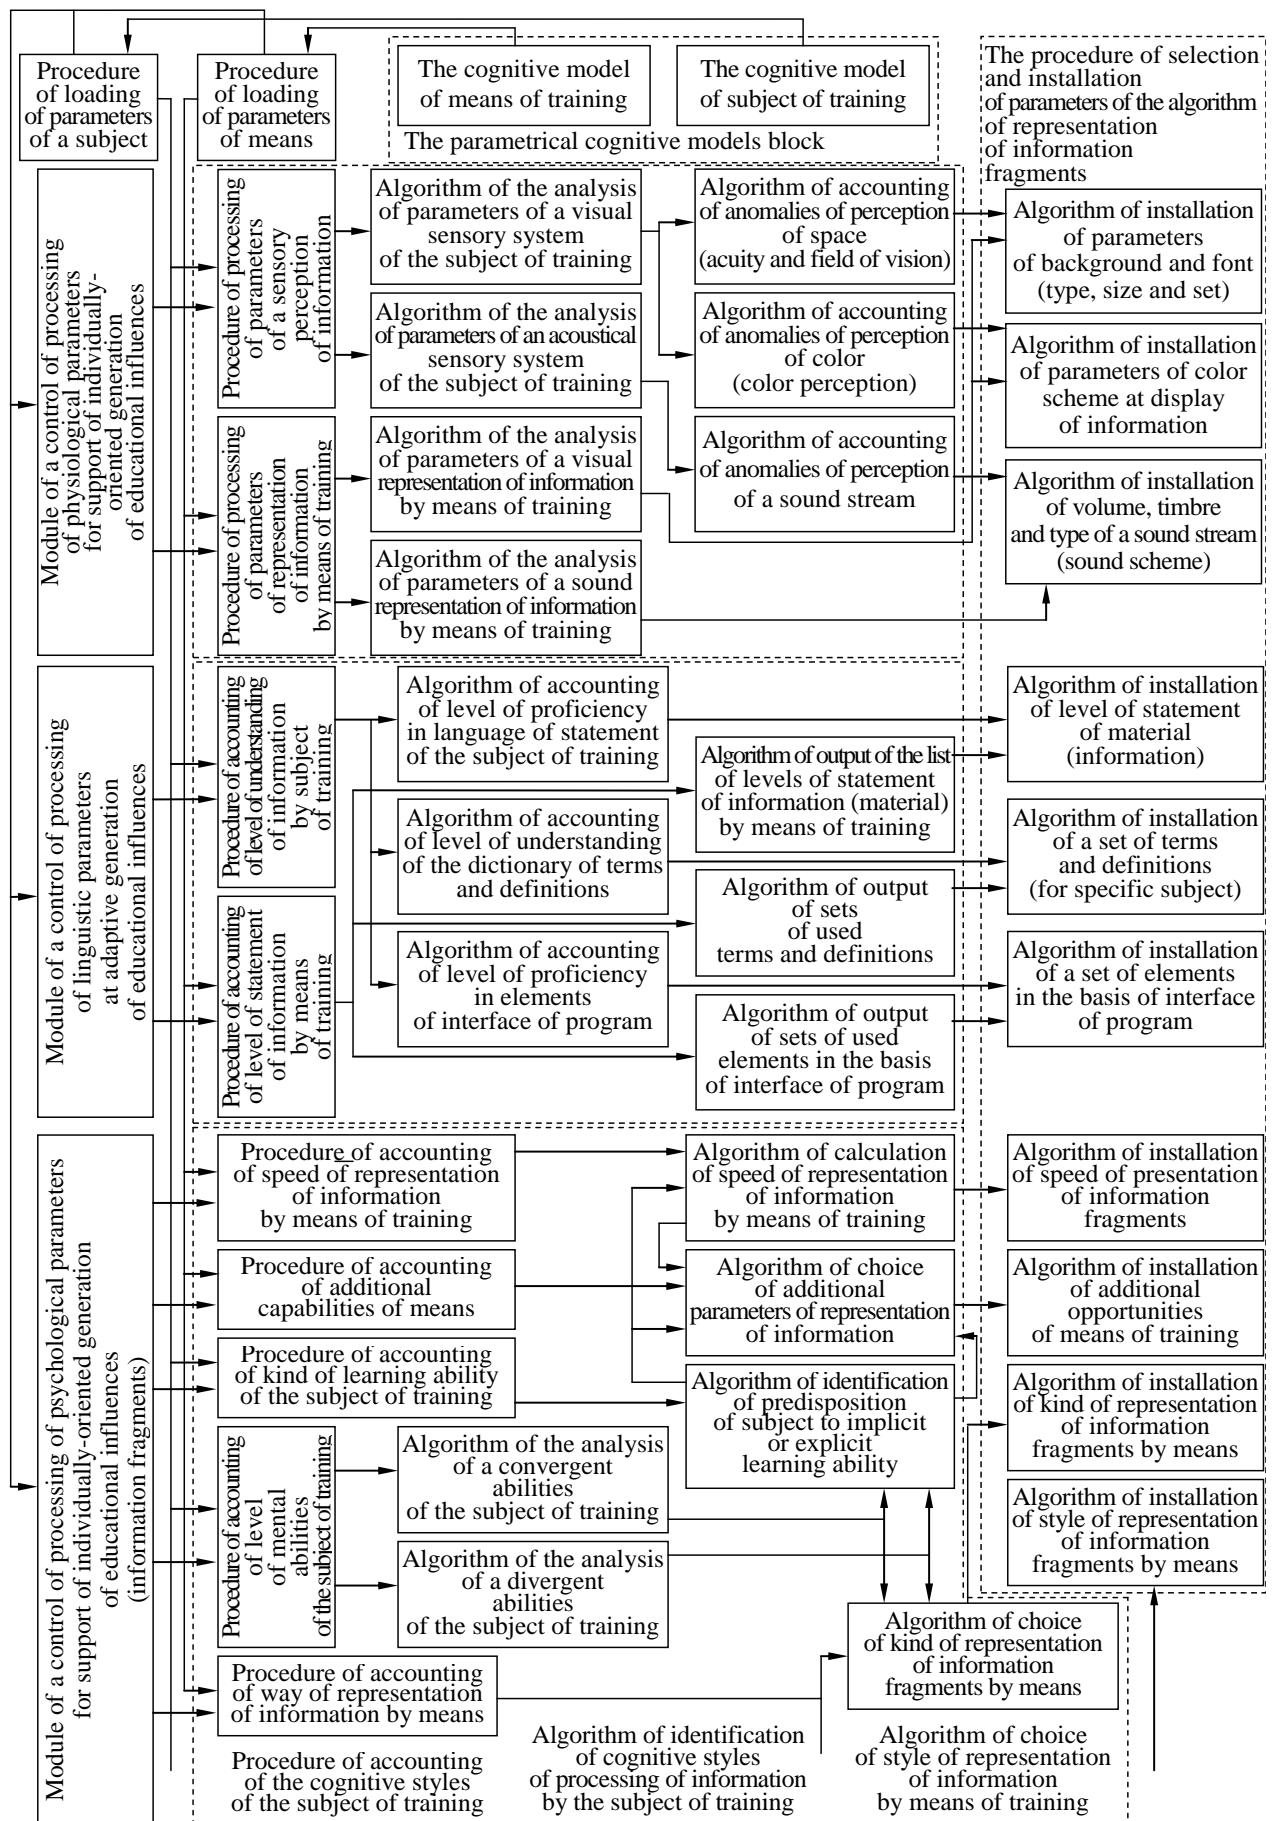 Procedure
of loading
of parameters
of a subject
Procedure
of loading
of parameters
of means
The cognitive model
of means of training
The cognitive model
of subject of training
The parametrical cognitive models block
The procedure of selection
and installation
of parameters of the algorithm
of representation
of information
fragments
Module of a control of processing
of physiological parameters
for support of individually-
oriented generation
of educational influences
Procedure of processing
of parameters
of a sensory
perception
of information
Algorithm of the analysis
of parameters of a visual
sensory system
of the subject of training
Algorithm of accounting
of anomalies of perception
of space
(acuity and field of vision)
Algorithm of installation
of parameters
of background and font
(type, size and set)
Algorithm of the analysis
of parameters of an acoustical
sensory system
of the subject of training
Algorithm of accounting
of anomalies of perception
of color
(color perception)
Algorithm of installation
of parameters of color
scheme at display
of information
Procedure of processing
of parameters
of representation
of information
by means of training
Algorithm of the analysis
of parameters of a visual
representation of information
by means of training
Algorithm of accounting
of anomalies of perception
of a sound stream
Algorithm of installation
of volume, timbre
and type of a sound stream
(sound scheme)
Algorithm of the analysis
of parameters of a sound
representation of information
by means of training
Module of a control of processing
of linguistic parameters
at adaptive generation
of educational influences
Procedure of accounting
of level of understanding
of information
by subject
of training
Algorithm of accounting
of level of proficiency
in language of statement
of the subject of training
Algorithm of output of the list
of levels of statement
of information (material)
by means of training
Algorithm of installation
of level of statement
of material
(information)
Algorithm of accounting
of level of understanding
of the dictionary of terms
and definitions
Algorithm of installation
of a set of terms
and definitions
(for specific subject)
Procedure of accounting
of level of statement
of information
by means
of training
Algorithm of output
of sets
of used
terms and definitions
Algorithm of accounting
of level of proficiency
in elements
of interface of program
Algorithm of installation
of a set of elements
in the basis of interface
of program
Algorithm of output
of sets of used
elements in the basis
of interface of program
Module of a control of processing of psychological parameters
for support of individually-oriented generation
of educational influences
(information fragments)
Procedure of accounting
of speed of representation
of information
by means of training
Algorithm of calculation
of speed of representation
of information
by means of training
Algorithm of installation
of speed of presentation
of information
fragments
Procedure of accounting
of additional
capabilities of means
Algorithm of choice
of additional
parameters of representation
of information
Algorithm of installation
of additional
opportunities
of means of training
Procedure of accounting
of kind of learning ability
of the subject of training
Algorithm of identification
of predisposition
of subject to implicit
or explicit
learning ability
Algorithm of installation
of kind of representation
of information
fragments by means
Procedure of accounting
of level
of mental
abilities
of the subject of training
Algorithm of the analysis
of a convergent
abilities
of the subject of training
Algorithm of installation
of style of representation
of information
fragments by means
Algorithm of the analysis
of a divergent
abilities
of the subject of training
Algorithm of choice
of kind of representation
of information
fragments by means
Procedure of accounting
of way of representation
of information by means
Procedure of accounting
of the cognitive styles
of the subject of training
Algorithm of identification
of cognitive styles
of processing of information
by the subject of training
Algorithm of choice
of style of representation
of information
by means of training